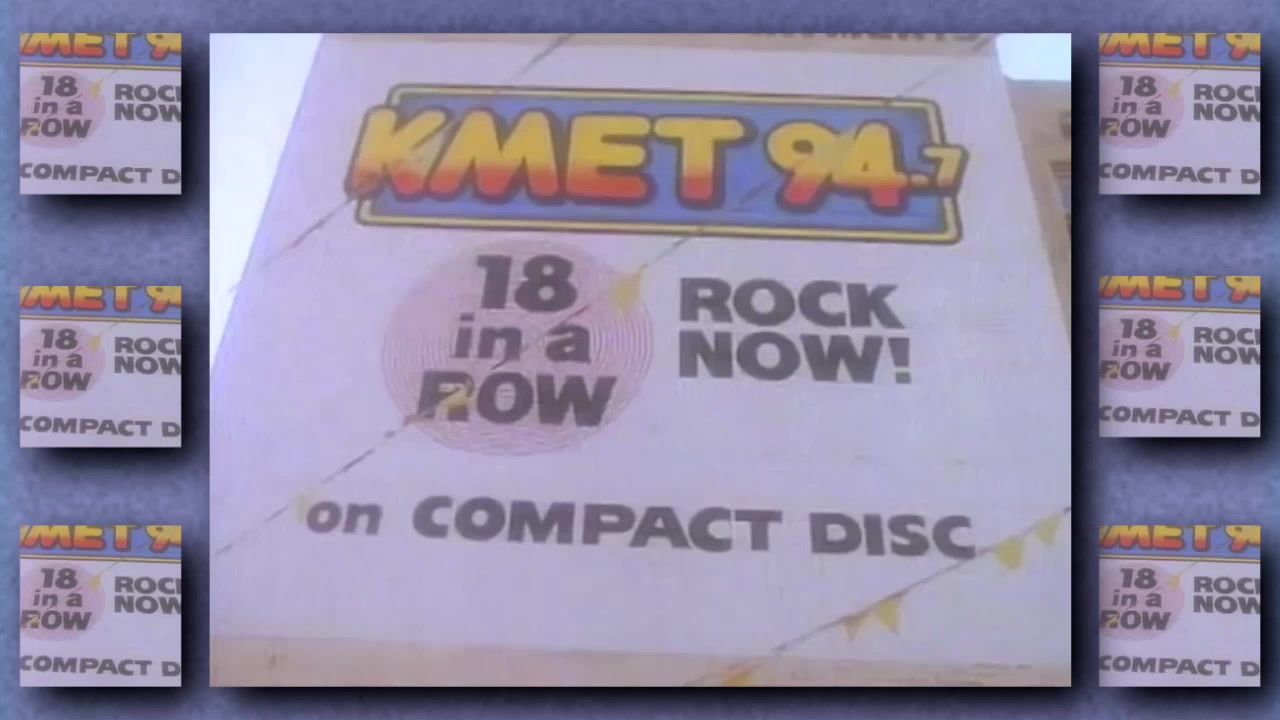 KMET 94.7
18
in a
ROW
ROCK
NOW!
on COMPACT DISC